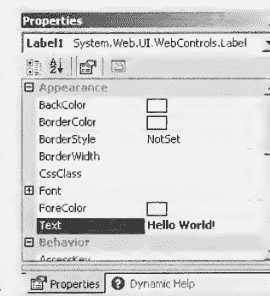 Properties
Label1 System.Web.UI.WebControls.Label
Appearance
BackColor
BorderColor
BorderStyle NotSet
BorderWidth
CssClass
Font
ForeColor
Text Hello World!
Behavior
AccessKey
Properties Dynamic Help